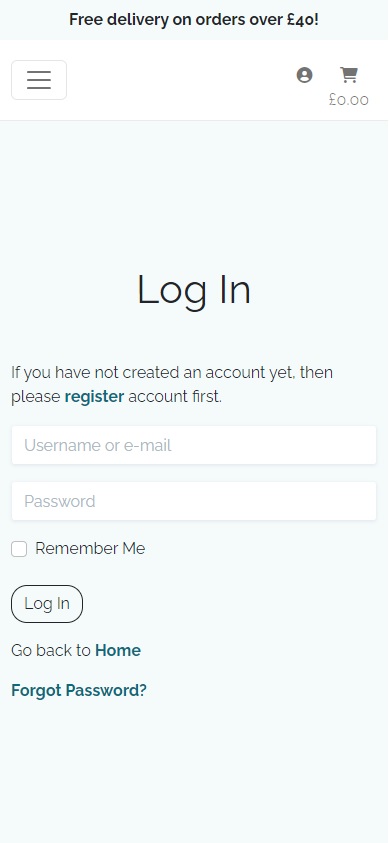 Free delivery on orders over £40!
£0.00
Log In
If you have not created an account yet, then
please register account first.
Username or e-mail
Password
Remember Me
Log In
Go back to Home
Forgot Password?